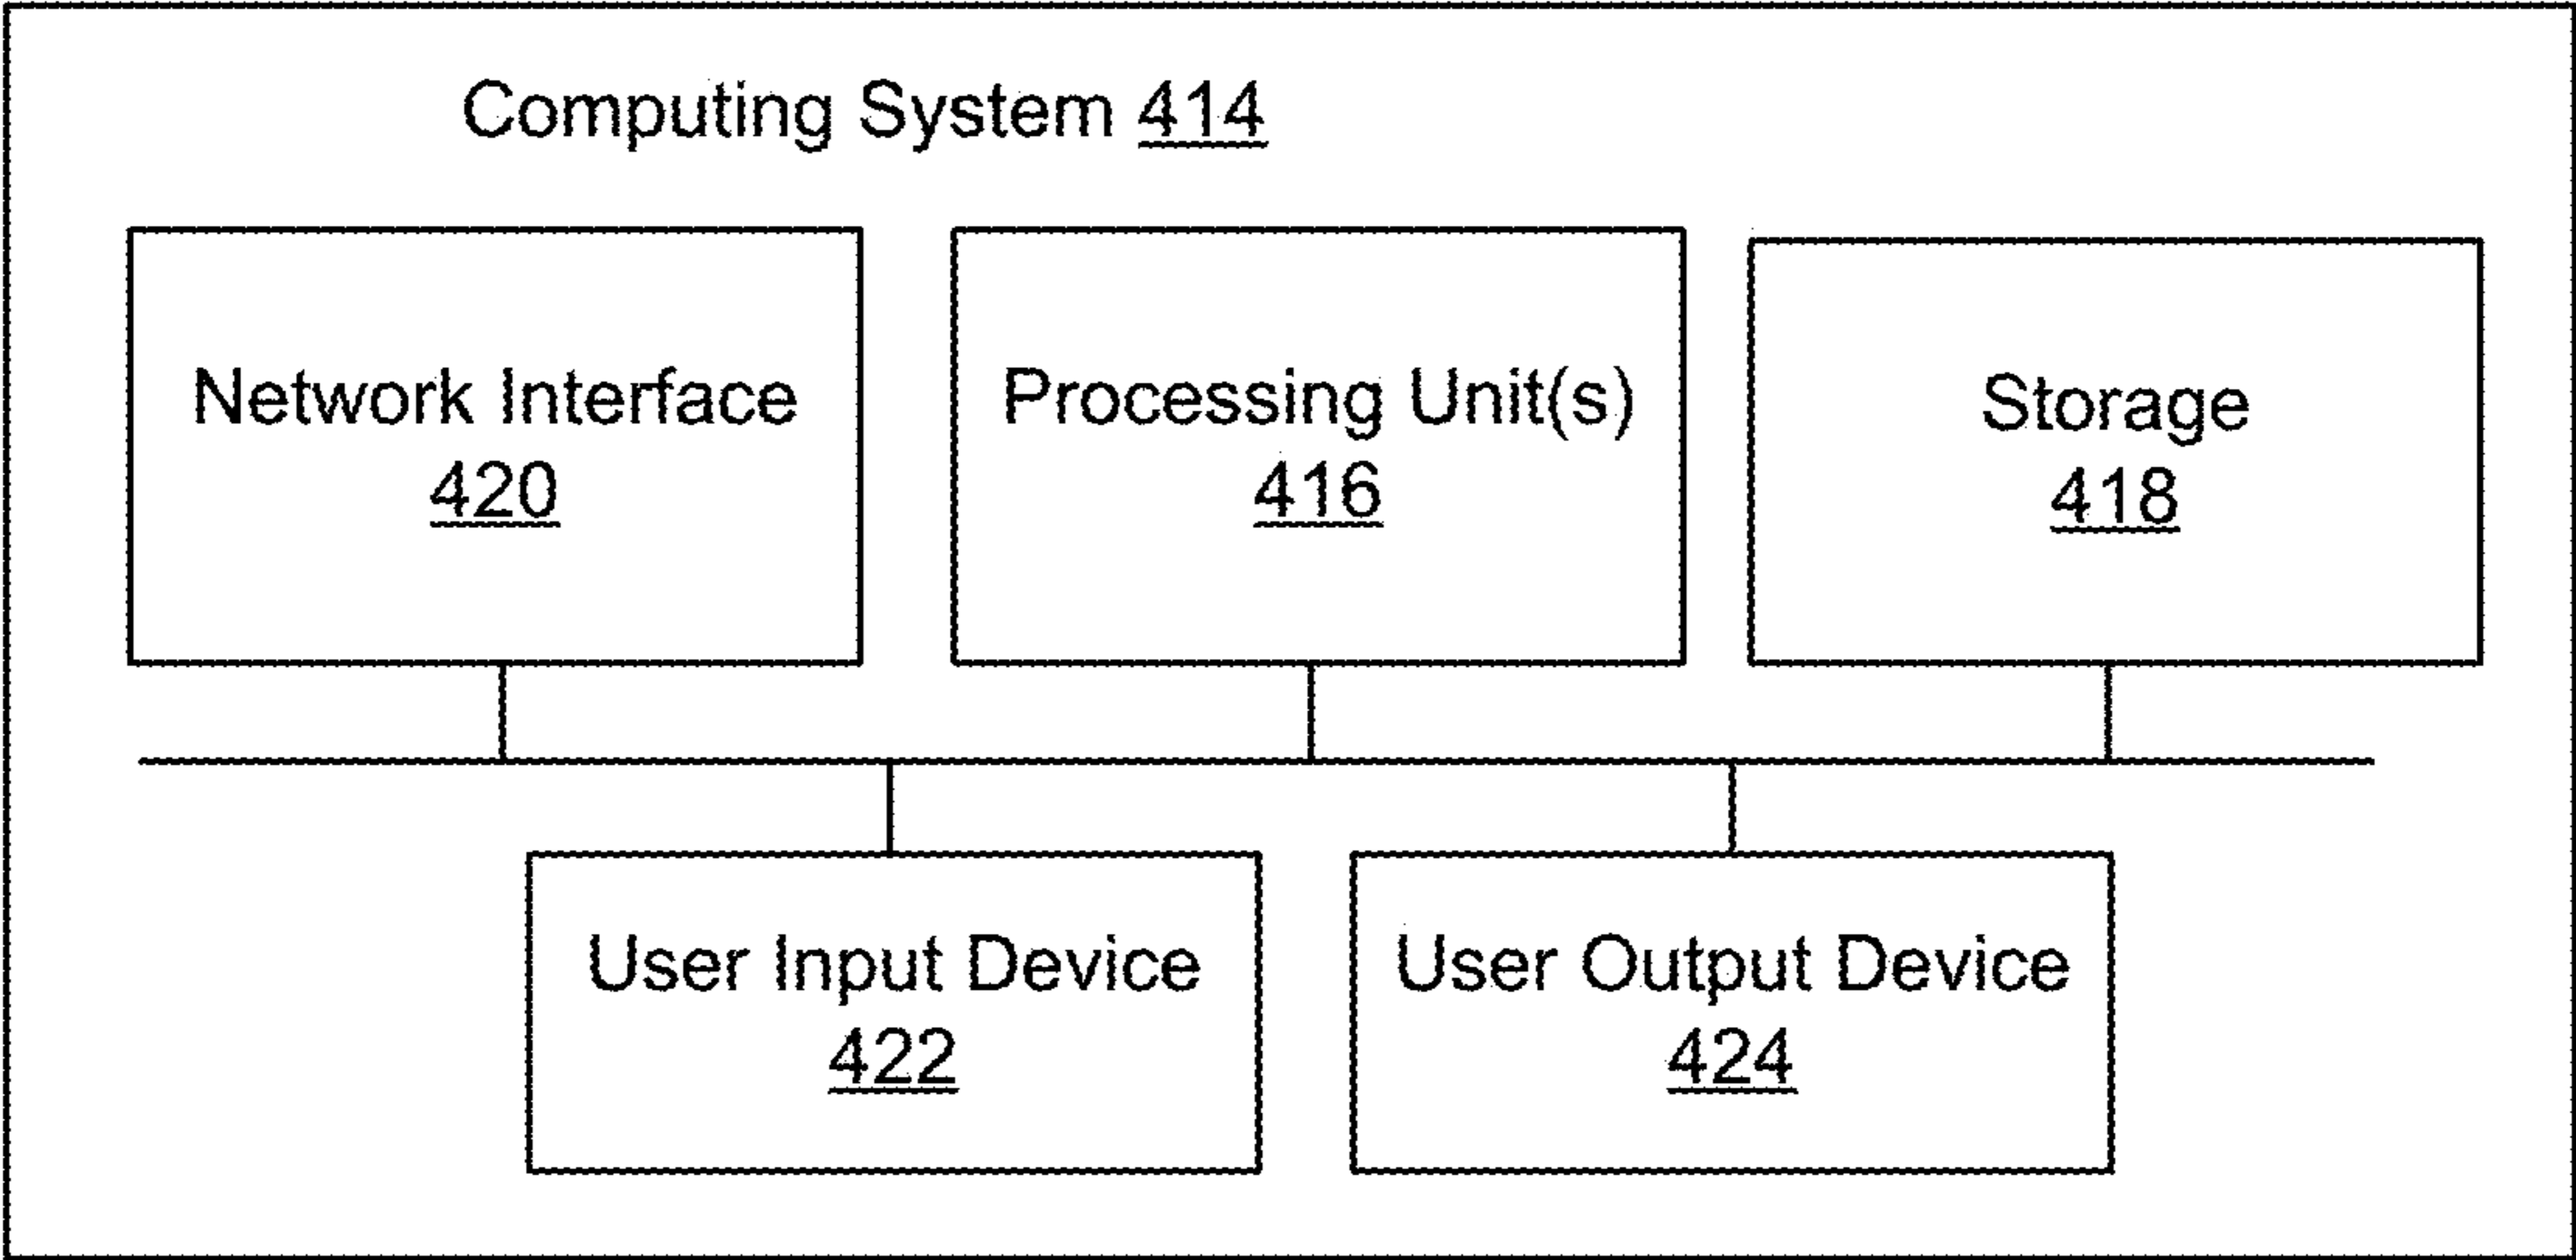 Computing System 414
Network Interface
420
Processing Unit(s)
416
Storage
418
User Input Device
422
User Output Device
424